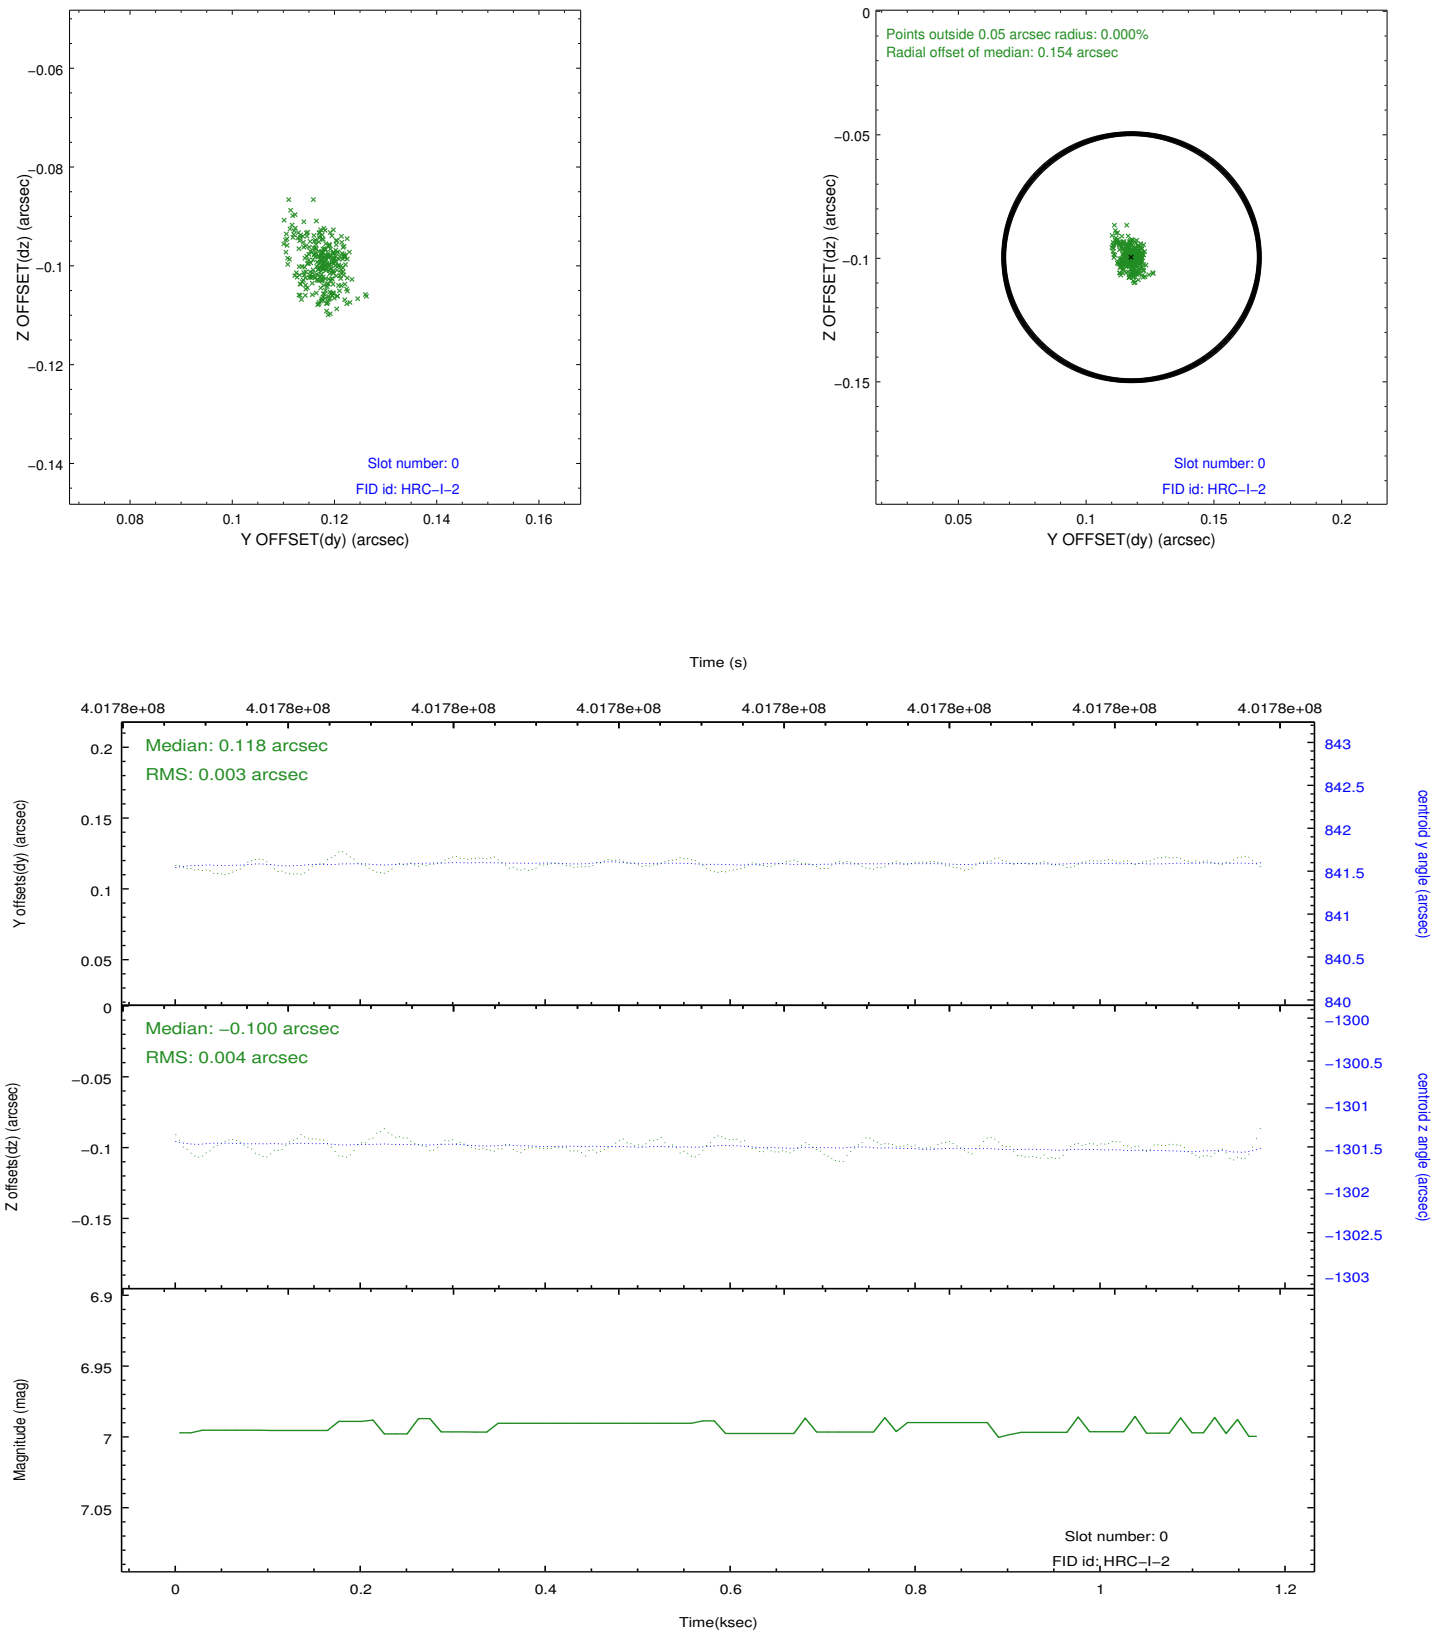 −0.06
−0.08
−0.1
−0.12
−0.14
Z OFFSET(dz) (arcsec)
Slot number: 0
FID id: HRC−I−2
0.08 0.1 0.12 0.14 0.16
Y OFFSET(dy) (arcsec)
Points outside 0.05 arcsec radius: 0.000%
Radial offset of median: 0.154 arcsec
0
−0.05
−0.1
−0.15
Z OFFSET(dz) (arcsec)
Slot number: 0
FID id: HRC−I−2
0.05 0.1 0.15 0.2
Y OFFSET(dy) (arcsec)
Time (s)
4.0178e+08 4.0178e+08 4.0178e+08 4.0178e+08 4.0178e+08 4.0178e+08 4.0178e+08 4.0178e+08
Median: 0.118 arcsec
RMS: 0.003 arcsec
0.2
0.15
0.1
0.05
0
Y offsets(dy) (arcsec)
843
842.5
842
841.5
841
840.5
840
centroid y angle (arcsec)
Median: −0.100 arcsec
RMS: 0.004 arcsec
−0.05
−0.1
−0.15
Z offsets(dz) (arcsec)
−1300
−1300.5
−1301
−1301.5
−1302
−1302.5
−1303
centroid z angle (arcsec)
6.9
6.95
7
7.05
Magnitude (mag)
Slot number: 0
FID id: HRC−I−2
0 0.2 0.4 0.6 0.8 1 1.2
Time(ksec)